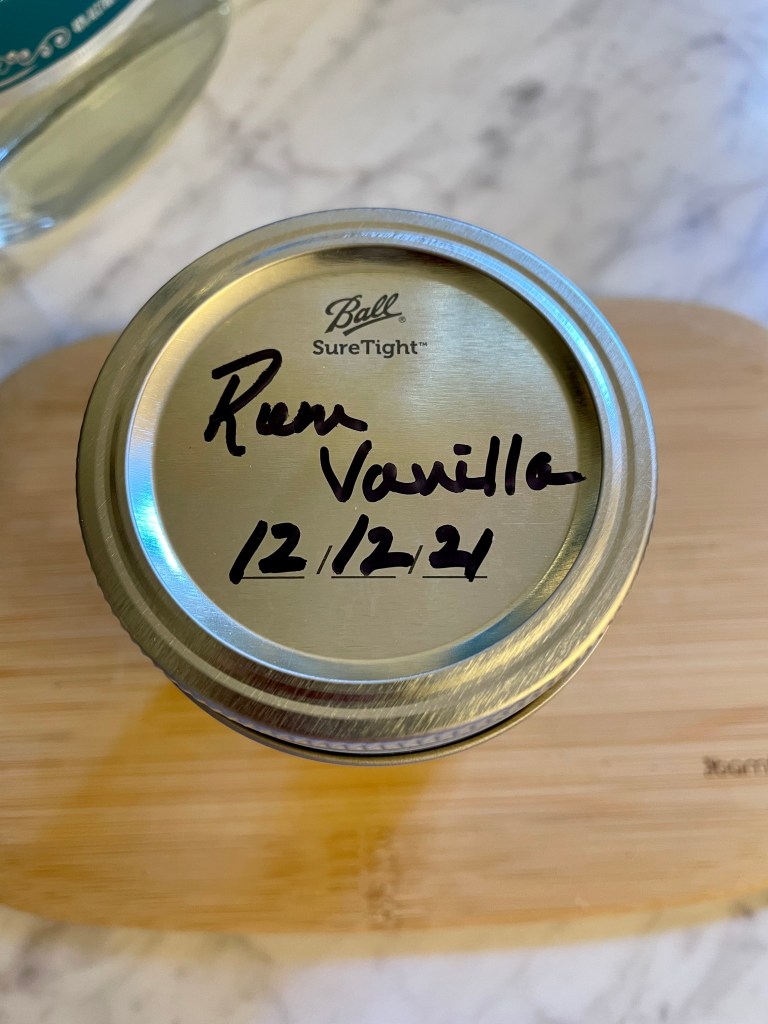 Ball®
SureTight™
Rum
Vanilla
12/12/21